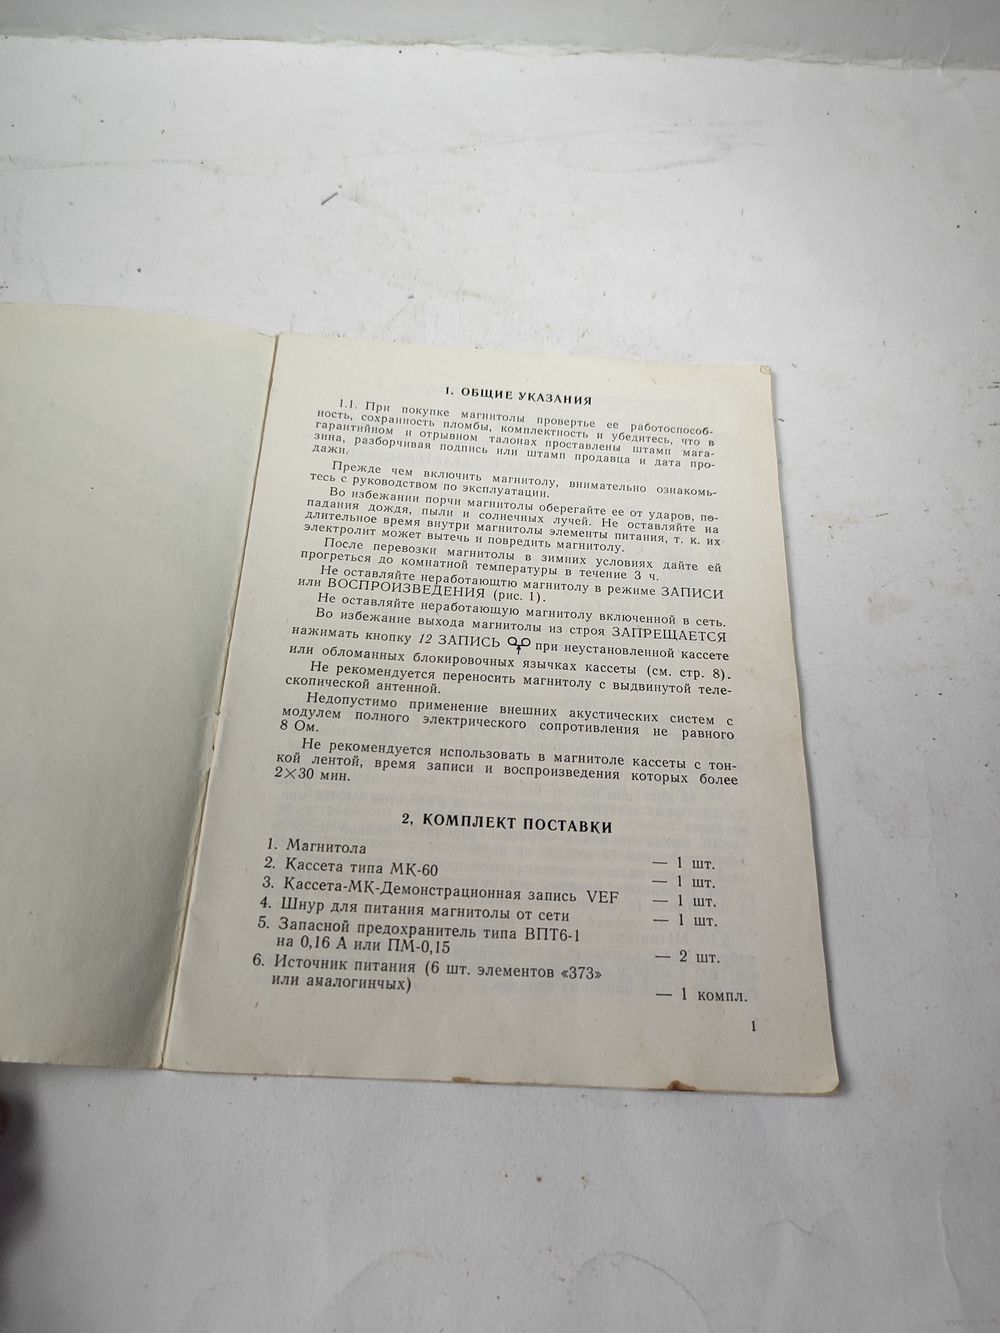 1. ОБЩИЕ УКАЗАНИЯ
1.1. При покупке магнитолы провертье ее работоспособ-
ность, сохранность пломбы, комплектность и убедитесь, что в
гарантийном и отрывном талонах проставлены штамп мага-
зина, разборчивая подпись или штамп продавца и дата про-
дажи.
Прежде чем включить магнитолу, внимательно ознакомь-
тесь с руководством по эксплуатации.
Во избежании порчи магнитолы оберегайте ее от ударов, по-
падания дождя, пыли и солнечных лучей. Не оставляйте на
длительное время внутри магнитолы элементы питания, т. к. их
электролит может вытечь и повредить магнитолу.
После перевозки магнитолы в зимних условиях дайте ей
прогреться до комнатной температуры в течение 3 ч.
Не оставляйте неработающтю магнитолу в режиме ЗАПИСИ
или ВОСПРОИЗВЕДЕНИЯ (рис. 1).
Не оставляйте неработающую магнитолу включенной в сеть.
Во избежание выхода магнитолы из строя ЗАПРЕЩАЕТСЯ
нажимать кнопку 12 ЗАПИСЬ при неустановленной кассете
или обломанных блокировочных язычках кассеты (см. стр. 8).
Не рекомендуется переносить магнитолу с выдвинутой теле-
скопической антенной.
Недопустимо применение внешних акустических систем с
модулем полного электрического сопротивления не равного
8 Ом.
Не рекомендуется использовать в магнитоле кассеты с тон-
кой лентой, время записи и воспроизведения которых более
2×30 мин.
2, КОМПЛЕКТ ПОСТАВКИ
1. Магнитола — 1 шт.
2. Кассета типа МК-60 — 1 шт.
3. Кассета-МК-Демонстрационная запись VEF — 1 шт.
4. Шнур для питания магнитолы от сети — 1 шт.
5. Запасной предохранитель типа ВПТ6-1
на 0,16 А или ПМ-0,15 — 2 шт.
6. Источник питания (6 шт. элементов «373»
или амалогинчых) — 1 компл.
1